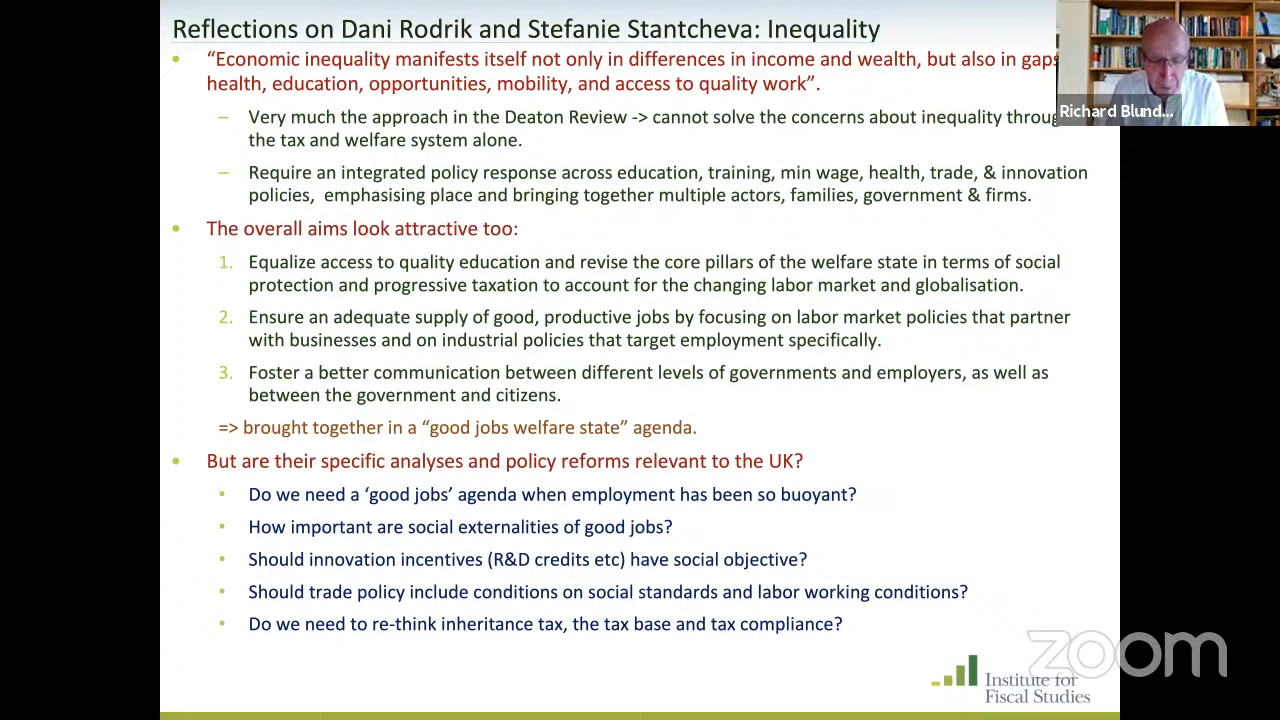 Reflections on Dani Rodrik and Stefanie Stantcheva: Inequality
• “Economic inequality manifests itself not only in differences in income and wealth, but also in gaps
health, education, opportunities, mobility, and access to quality work”.
– Very much the approach in the Deaton Review -> cannot solve the concerns about inequality throug
the tax and welfare system alone.
– Require an integrated policy response across education, training, min wage, health, trade, & innovation
policies, emphasising place and bringing together multiple actors, families, government & firms.
• The overall aims look attractive too:
1. Equalize access to quality education and revise the core pillars of the welfare state in terms of social
protection and progressive taxation to account for the changing labor market and globalisation.
2. Ensure an adequate supply of good, productive jobs by focusing on labor market policies that partner
with businesses and on industrial policies that target employment specifically.
3. Foster a better communication between different levels of governments and employers, as well as
between the government and citizens.
=> brought together in a “good jobs welfare state” agenda.
• But are their specific analyses and policy reforms relevant to the UK?
• Do we need a ‘good jobs’ agenda when employment has been so buoyant?
• How important are social externalities of good jobs?
• Should innovation incentives (R&D credits etc) have social objective?
• Should trade policy include conditions on social standards and labor working conditions?
• Do we need to re-think inheritance tax, the tax base and tax compliance?
Richard Blund...
zoom
Institute for
Fiscal Studies